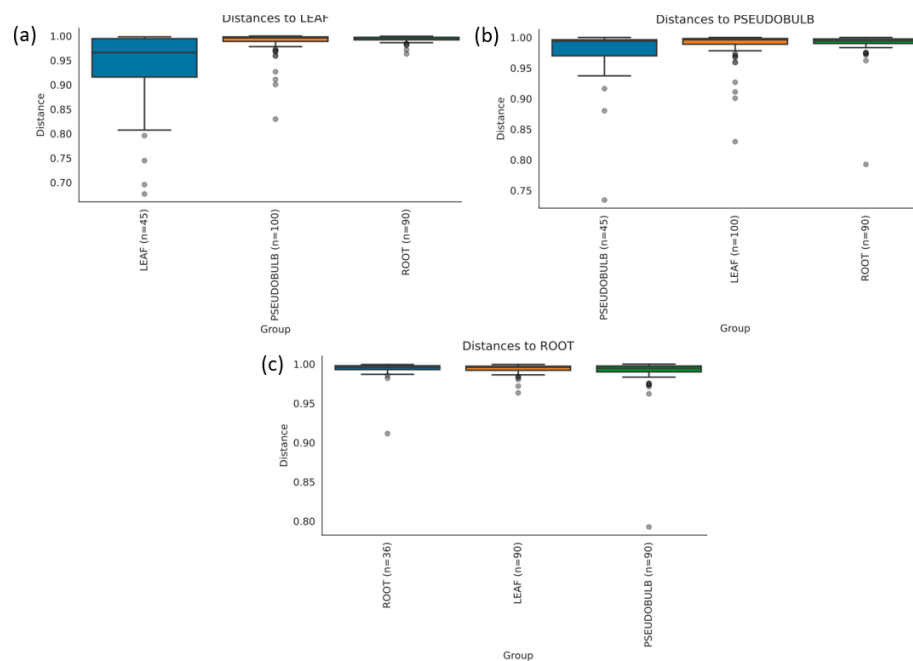 (a)
Distances to LEAF
1.00
0.95
0.90
0.85
0.80
0.75
0.70
Distance
LEAF (n=45)
PSEUDOBULB (n=100)
ROOT (n=90)
Group
(b)
Distances to PSEUDOBULB
1.00
0.95
0.90
0.85
0.80
0.75
Distance
PSEUDOBULB (n=45)
LEAF (n=100)
ROOT (n=90)
Group
(c)
Distances to ROOT
1.00
0.95
0.90
0.85
0.80
Distance
ROOT (n=36)
LEAF (n=90)
PSEUDOBULB (n=90)
Group